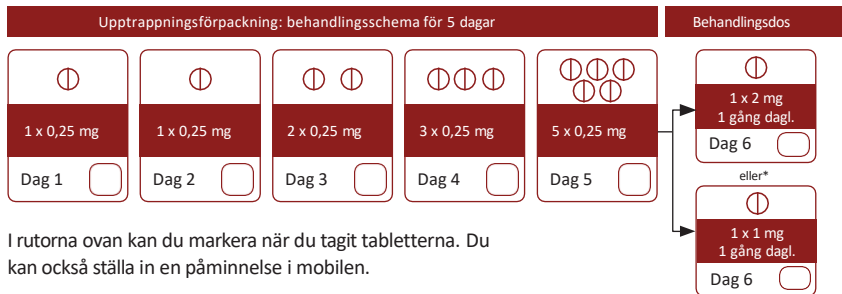 Upptrappningsförpackning: behandlingsschema för 5 dagar
Behandlingsdos
1 x 0,25 mg
Dag 1
1 x 0,25 mg
Dag 2
2 x 0,25 mg
Dag 3
3 x 0,25 mg
Dag 4
5 x 0,25 mg
Dag 5
1 x 2 mg
1 gång dagl.
Dag 6
eller*
1 x 1 mg
1 gång dagl.
Dag 6
I rutorna ovan kan du markera när du tagit tabletterna. Du
kan också ställa in en påminnelse i mobilen.